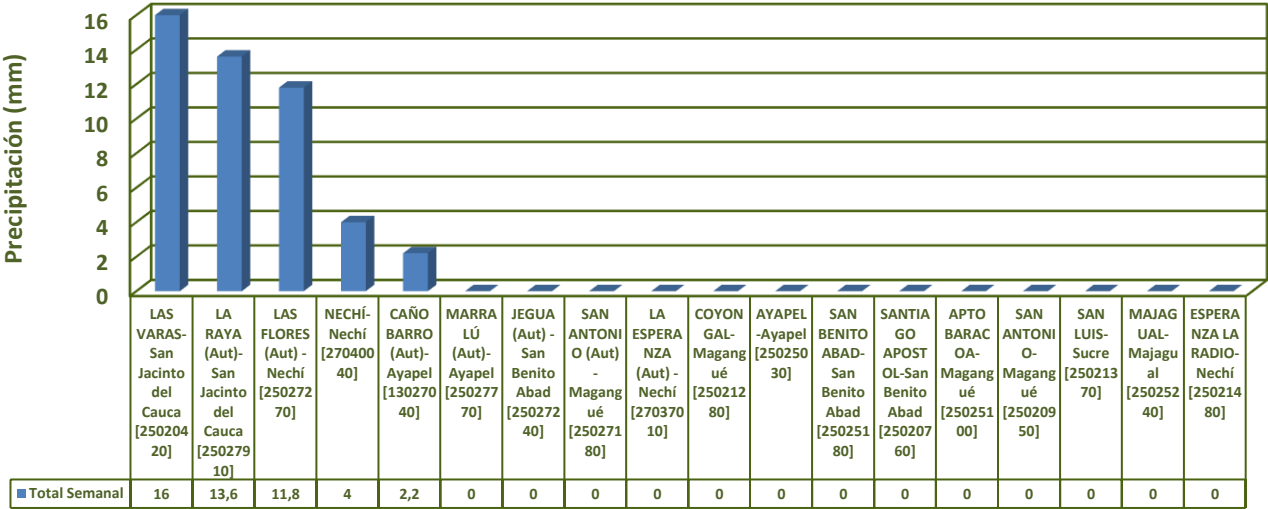 Precipitación (mm)
16
14
12
10
8
6
4
2
0
LAS
VARAS-
San
Jacinto
del
Cauca
[250204
20]
LA
RAYA
(Aut)-
San
Jacinto
del
Cauca
[250279
10]
LAS
FLORES
(Aut) -
Nechí
[250272
70]
NECHÍ-
Nechí
[270400
40]
CAÑO
BARRO
(Aut)-
Ayapel
[130270
40]
MARRA
LÚ
(Aut)-
Ayapel
[250277
70]
JEGUA
(Aut) -
San
Benito
Abad
[250272
40]
SAN
ANTONI
O (Aut)
-
Magang
ué
[250271
80]
LA
ESPERA
NZA
(Aut) -
Nechí
[270370
10]
COYON
GAL-
Magang
ué
[250212
80]
AYAPEL
-Ayapel
[250250
30]
SAN
BENITO
ABAD-
San
Benito
Abad
[250251
80]
SANTIA
GO
APOST
OL-San
Benito
Abad
[250207
60]
APTO
BARAC
OA-
Magang
ué
[250251
00]
SAN
ANTONI
O-
Magang
ué
[250209
50]
SAN
LUIS-
Sucre
[250213
70]
MAJAG
UAL-
Majagu
al
[250252
40]
ESPERA
NZA LA
RADIO-
Nechí
[250214
80]
Total Semanal 16 13,6 11,8 4 2,2 0 0 0 0 0 0 0 0 0 0 0 0 0